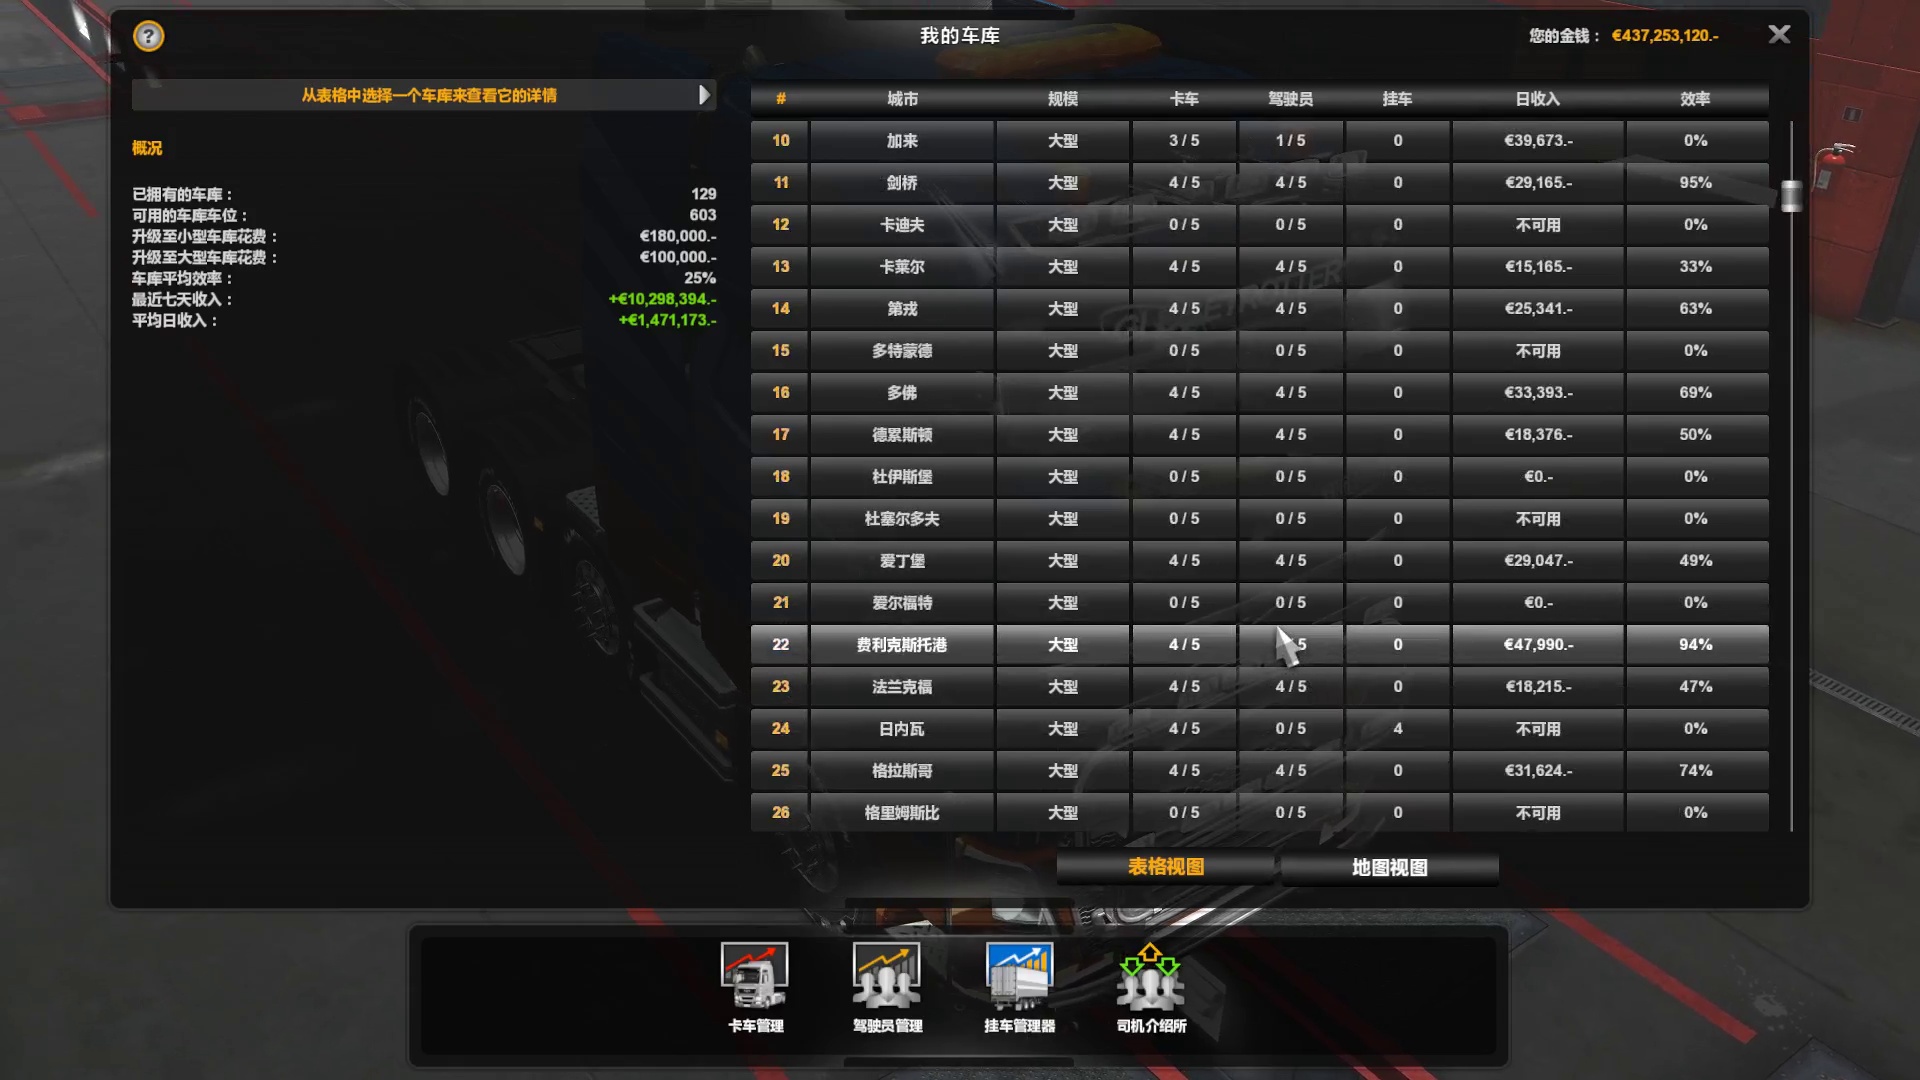 我的车库
您的金钱： €437,253,120.-
从表格中选择一个车库来查看它的详情
概况
已拥有的车库： 129
可用的车库车位： 603
升级至小型车库花费： €180,000.-
升级至大型车库花费： €100,000.-
车库平均效率： 25%
最近七天收入： +€10,298,394.-
平均日收入： +€1,471,173.-
# 城市 规模 卡车 驾驶员 挂车 日收入 效率
10 加来 大型 3 / 5 1 / 5 0 €39,673.- 0%
11 剑桥 大型 4 / 5 4 / 5 0 €29,165.- 95%
12 卡迪夫 大型 0 / 5 0 / 5 0 不可用 0%
13 卡莱尔 大型 4 / 5 4 / 5 0 €15,165.- 33%
14 第戎 大型 4 / 5 4 / 5 0 €25,341.- 63%
15 多特蒙德 大型 0 / 5 0 / 5 0 不可用 0%
16 多佛 大型 4 / 5 4 / 5 0 €33,393.- 69%
17 德累斯顿 大型 4 / 5 4 / 5 0 €18,376.- 50%
18 杜伊斯堡 大型 0 / 5 0 / 5 0 €0.- 0%
19 杜塞尔多夫 大型 0 / 5 0 / 5 0 不可用 0%
20 爱丁堡 大型 4 / 5 4 / 5 0 €29,047.- 49%
21 爱尔福特 大型 0 / 5 0 / 5 0 €0.- 0%
22 费利克斯托港 大型 4 / 5 5 0 €47,990.- 94%
23 法兰克福 大型 4 / 5 4 / 5 0 €18,215.- 47%
24 日内瓦 大型 4 / 5 0 / 5 4 不可用 0%
25 格拉斯哥 大型 4 / 5 4 / 5 0 €31,624.- 74%
26 格里姆斯比 大型 0 / 5 0 / 5 0 不可用 0%
表格视图 地图视图
卡车管理 驾驶员管理 挂车管理器 司机介绍所